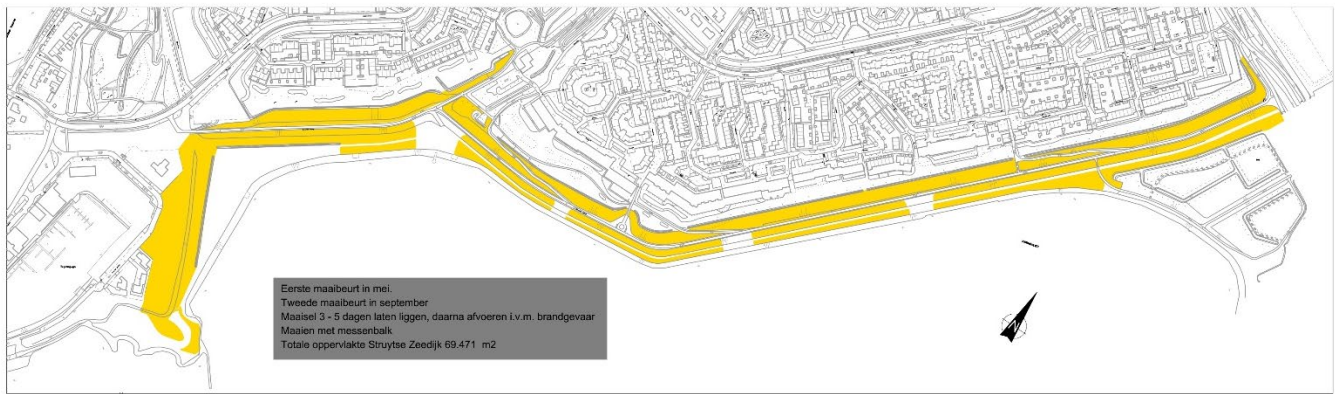 Eerste maaibeurt in mei.
Tweede maaibeurt in september
Maaisel 3 - 5 dagen laten liggen, daarna afvoeren i.v.m. brandgevaar
Maaien met messenbalk
Totale oppervlakte Struytse Zeedijk 69.471 m2
N